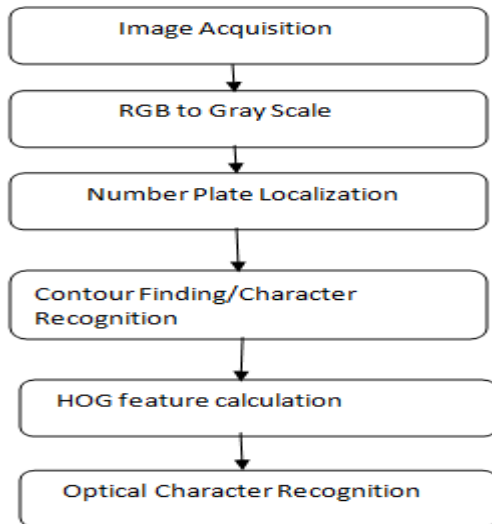 Image Acquisition
RGB to Gray Scale
Number Plate Localization
Contour Finding/Character
Recognition
HOG feature calculation
Optical Character Recognition